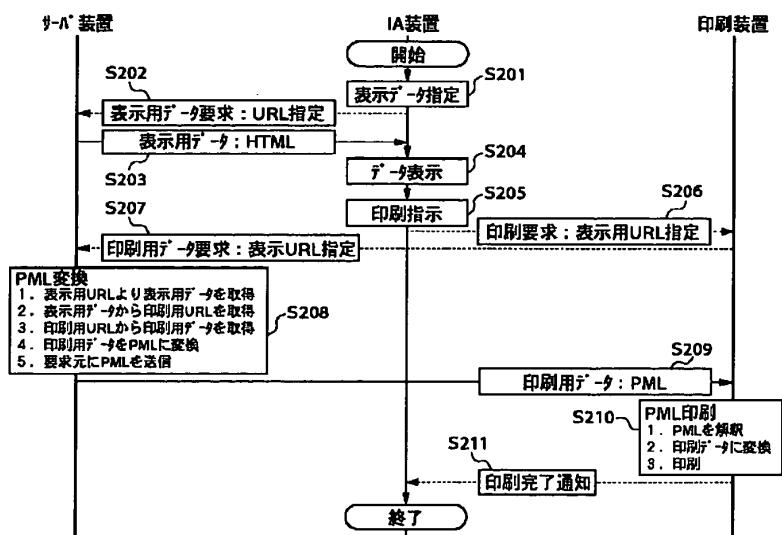 サーバ装置
IA装置
印刷装置
開始
S201
表示データ指定
S202
表示用データ要求：URL指定
表示用データ：HTML
S203
S204
データ表示
S205
印刷指示
S206
印刷要求：表示用URL指定
S207
印刷用データ要求：表示URL指定
PML変換
1．表示用URLより表示用データを取得
2．表示用データから印刷用URLを取得
3．印刷用URLから印刷用データを取得
4．印刷用データをPMLに変換
5．要求元にPMLを送信
S208
S209
印刷用データ：PML
S210
PML印刷
1．PMLを解釈
2．印刷データに変換
3．印刷
S211
印刷完了通知
終了